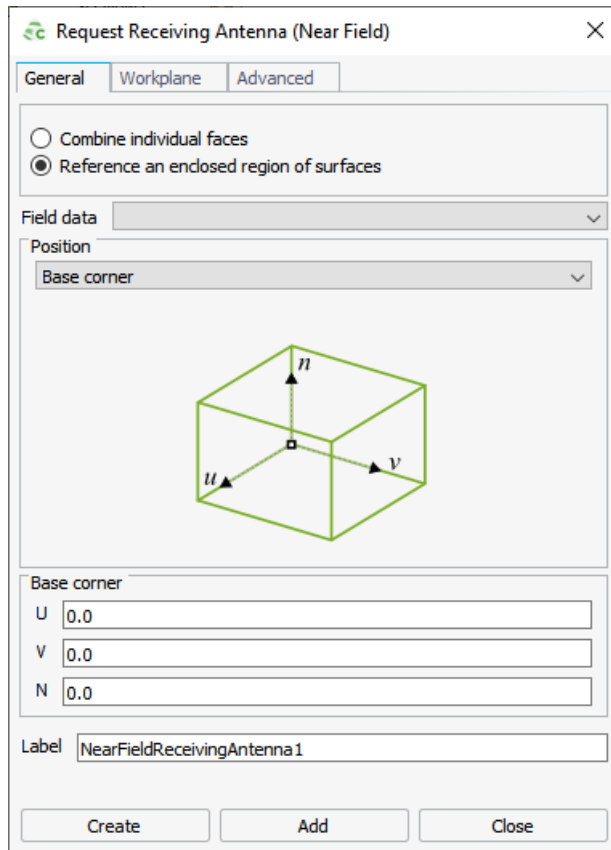 Request Receiving Antenna (Near Field)
General Workplane Advanced
Combine individual faces
Reference an enclosed region of surfaces
Field data
Position
Base corner
n
u
v
Base corner
U 0.0
V 0.0
N 0.0
Label NearFieldReceivingAntenna1
Create Add Close